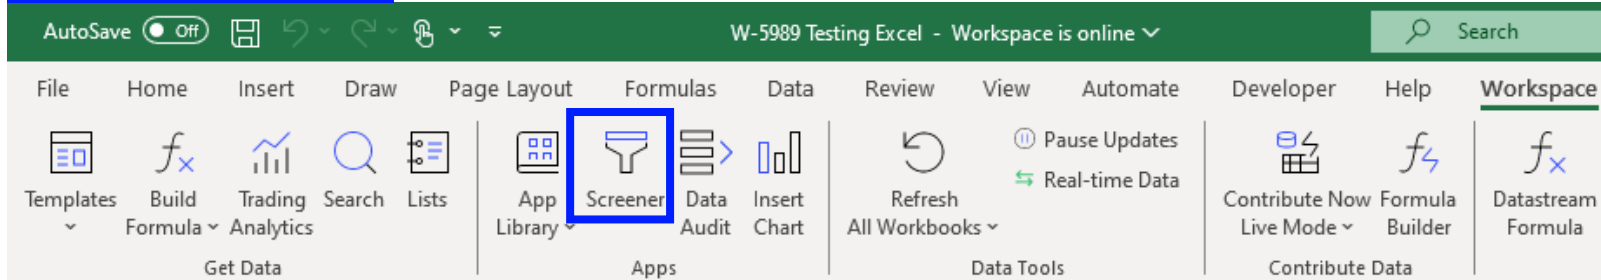 AutoSave Off W-5989 Testing Excel - Workspace is online Search
File Home Insert Draw Page Layout Formulas Data Review View Automate Developer Help Workspace
Pause Updates
Real-time Data
Templates Build Formula Trading Analytics Search Lists App Library Screener Data Audit Insert Chart Refresh All Workbooks Contribute Now Live Mode Formula Builder Datastream Formula
Get Data Apps Data Tools Contribute Data